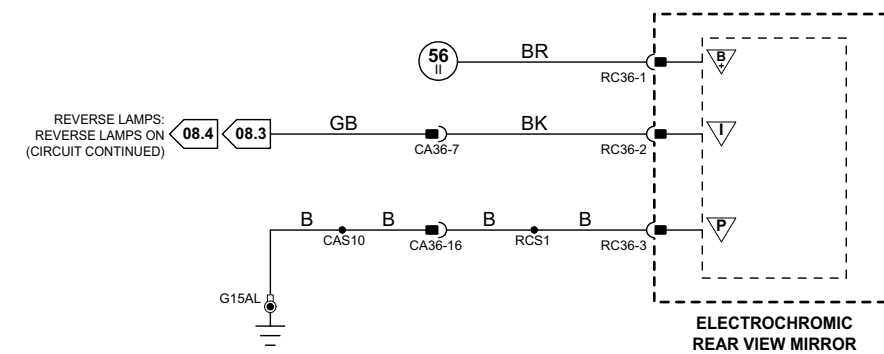 56
II
BR
RC36-1
B
+
REVERSE LAMPS:
REVERSE LAMPS ON
(CIRCUIT CONTINUED)
08.4
08.3
GB
CA36-7
BK
RC36-2
I
B
CAS10
B
CA36-16
B
RCS1
B
RC36-3
P
G15AL
ELECTROCHROMIC
REAR VIEW MIRROR